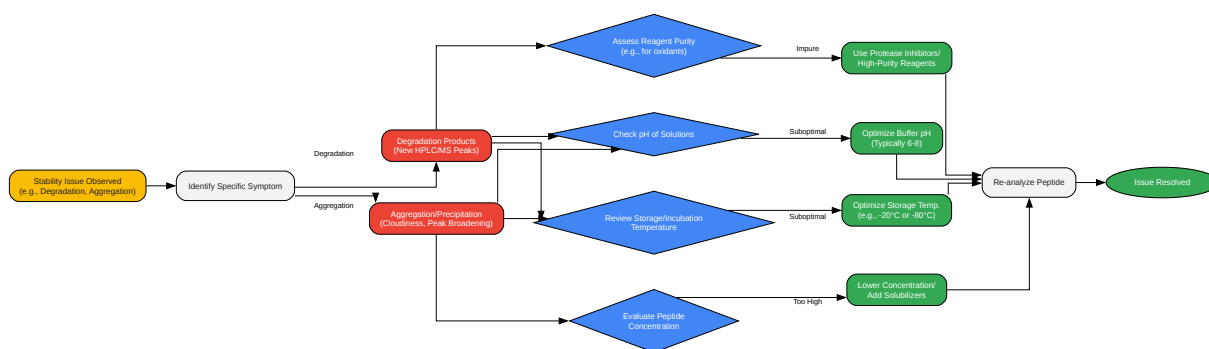 Stability Issue Observed
(e.g., Degradation, Aggregation)
Identify Specific Symptom
Degradation
Aggregation
Degradation Products
(New HPLC/MS Peaks)
Aggregation/Precipitation
(Cloudiness, Peak Broadening)
Assess Reagent Purity
(e.g., for oxidants)
Check pH of Solutions
Review Storage/Incubation
Temperature
Evaluate Peptide
Concentration
Impure
Suboptimal
Suboptimal
Too High
Use Protease Inhibitors/
High-Purity Reagents
Optimize Buffer pH
(Typically 6-8)
Optimize Storage Temp.
(e.g., -20°C or -80°C)
Lower Concentration/
Add Solubilizers
Re-analyze Peptide
Issue Resolved